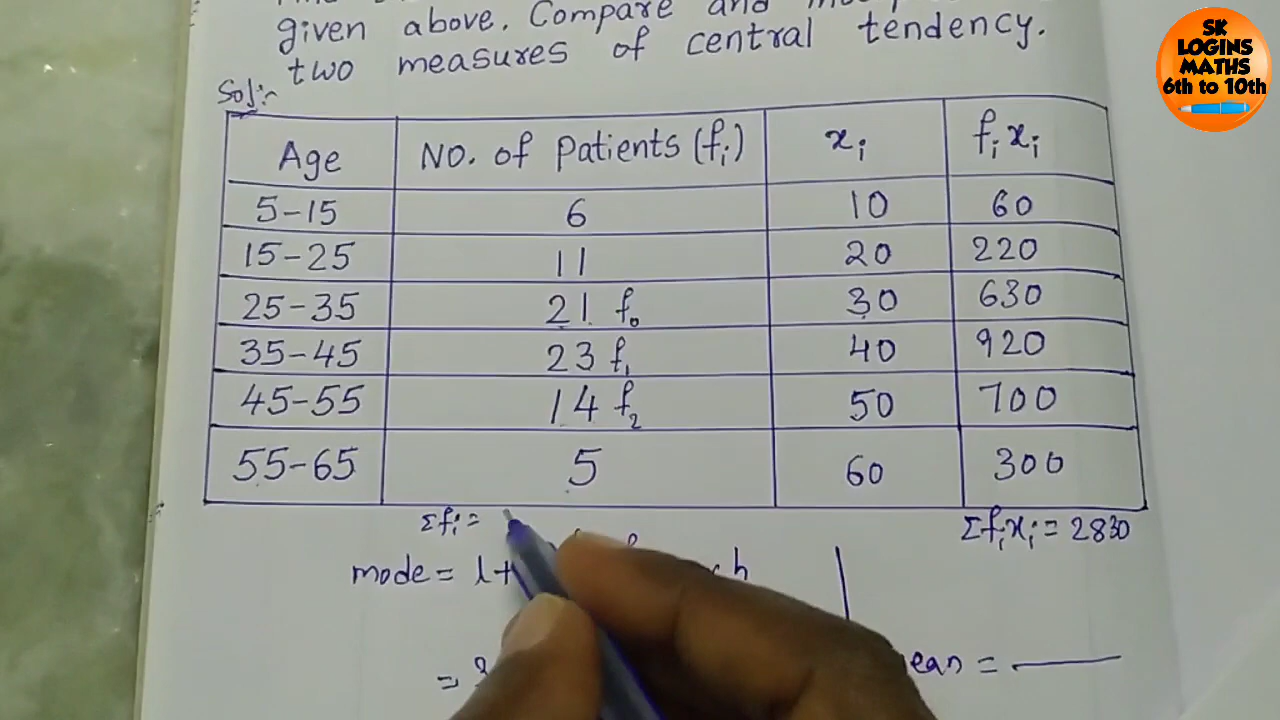 given above. Compare and
two measures of central tendency.
Sol:-
Age No. of Patients (fi) xi fixi
5-15 6 10 60
15-25 11 20 220
25-35 21 f0 30 630
35-45 23 f1 40 920
45-55 14 f2 50 700
55-65 5 60 300
Σfi = Σfixi = 2830
mode = l+ h
= ean =
SK
LOGINS
MATHS
6th to 10th